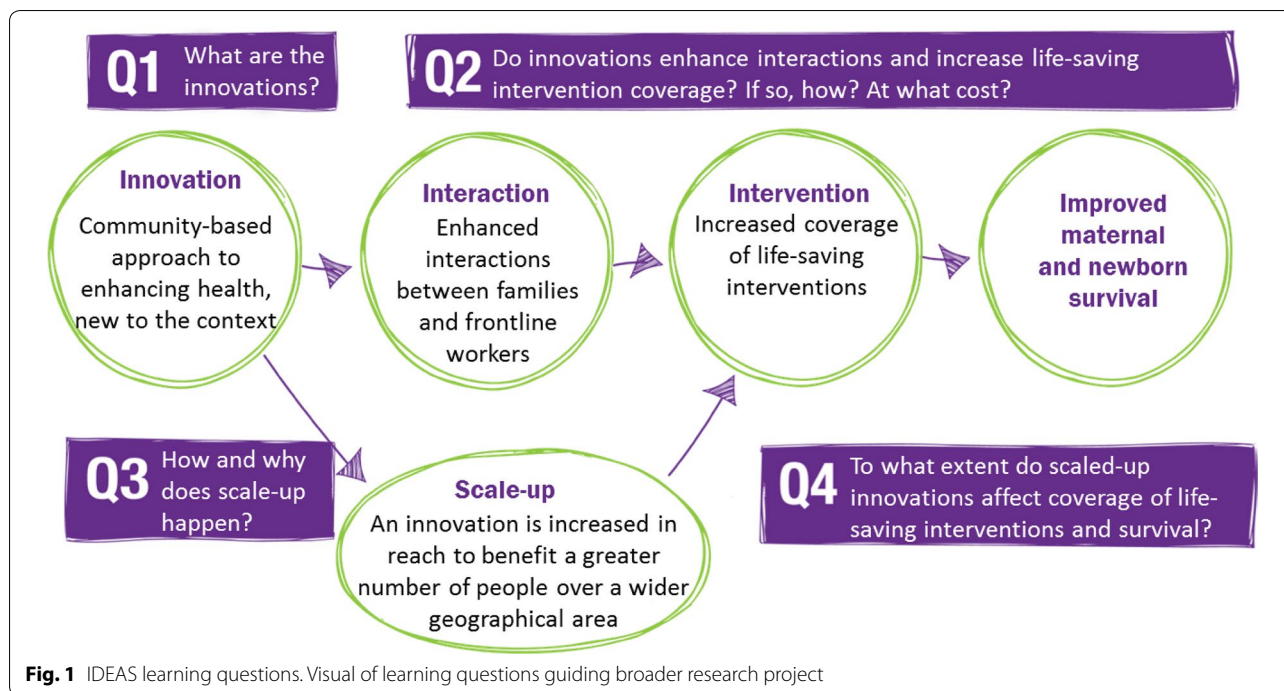 Q1 What are the
innovations?
Q2 Do innovations enhance interactions and increase life-saving
intervention coverage? If so, how? At what cost?
Innovation
Community-based
approach to
enhancing health,
new to the context
Interaction
Enhanced
interactions
between families
and frontline
workers
Intervention
Increased coverage
of life-saving
interventions
Improved
maternal
and newborn
survival
Q3 How and why
does scale-up
happen?
Scale-up
An innovation is increased in
reach to benefit a greater
number of people over a wider
geographical area
Q4 To what extent do scaled-up
innovations affect coverage of life-
saving interventions and survival?
Fig. 1 IDEAS learning questions. Visual of learning questions guiding broader research project